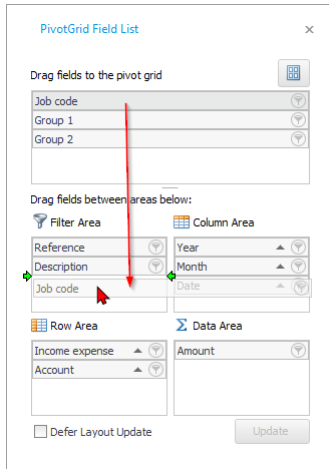 PivotGrid Field List
Drag fields to the pivot grid
Job code
Group 1
Group 2
Drag fields between areas below:
Filter Area
Column Area
Reference
Year
Description
Month
Job code
Date
Row Area
Σ Data Area
Income expense
Amount
Account
Defer Layout Update
Update